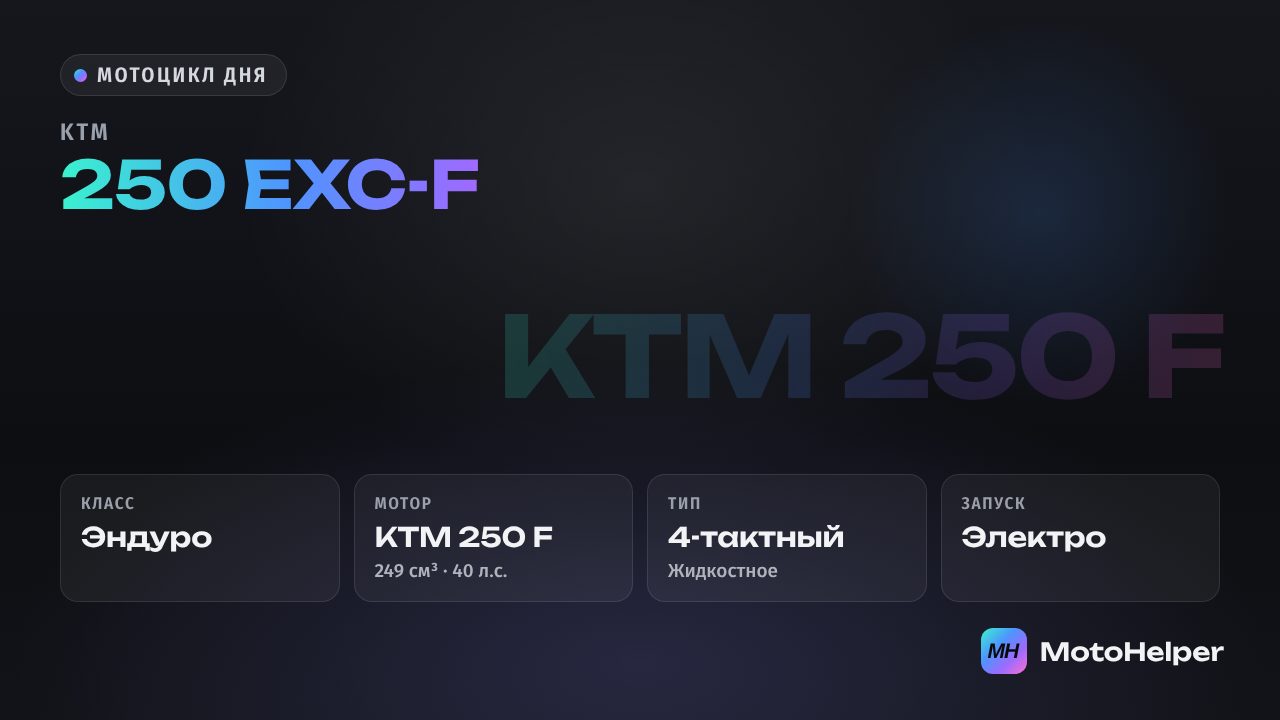 МОТОЦИКЛ ДНЯ
KTM
250 EXC-F
KTM 250 F
КЛАСС
Эндуро
МОТОР
KTM 250 F
249 см³ · 40 л.с.
ТИП
4-тактный
Жидкостное
ЗАПУСК
Электро
MH MotoHelper